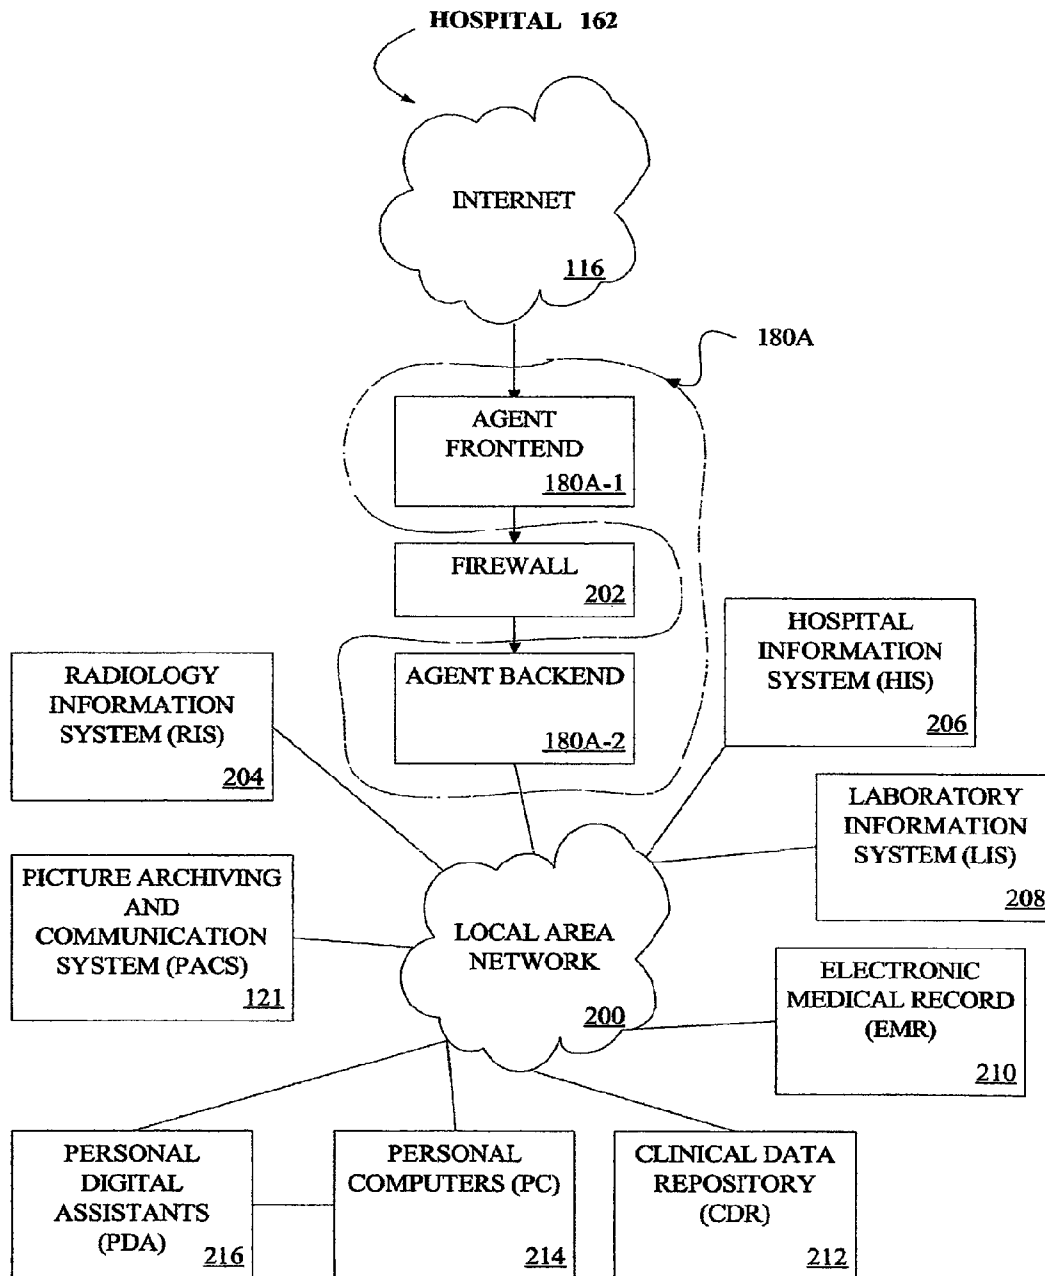 HOSPITAL 162
INTERNET
116
180A
AGENT
FRONTEND
180A-1
FIREWALL
202
AGENT BACKEND
180A-2
HOSPITAL
INFORMATION
SYSTEM (HIS)
206
RADIOLOGY
INFORMATION
SYSTEM (RIS)
204
LABORATORY
INFORMATION
SYSTEM (LIS)
208
PICTURE ARCHIVING
AND
COMMUNICATION
SYSTEM (PACS)
121
LOCAL AREA
NETWORK
200
ELECTRONIC
MEDICAL RECORD
(EMR)
210
PERSONAL
DIGITAL
ASSISTANTS
(PDA)
216
PERSONAL
COMPUTERS (PC)
214
CLINICAL DATA
REPOSITORY
(CDR)
212